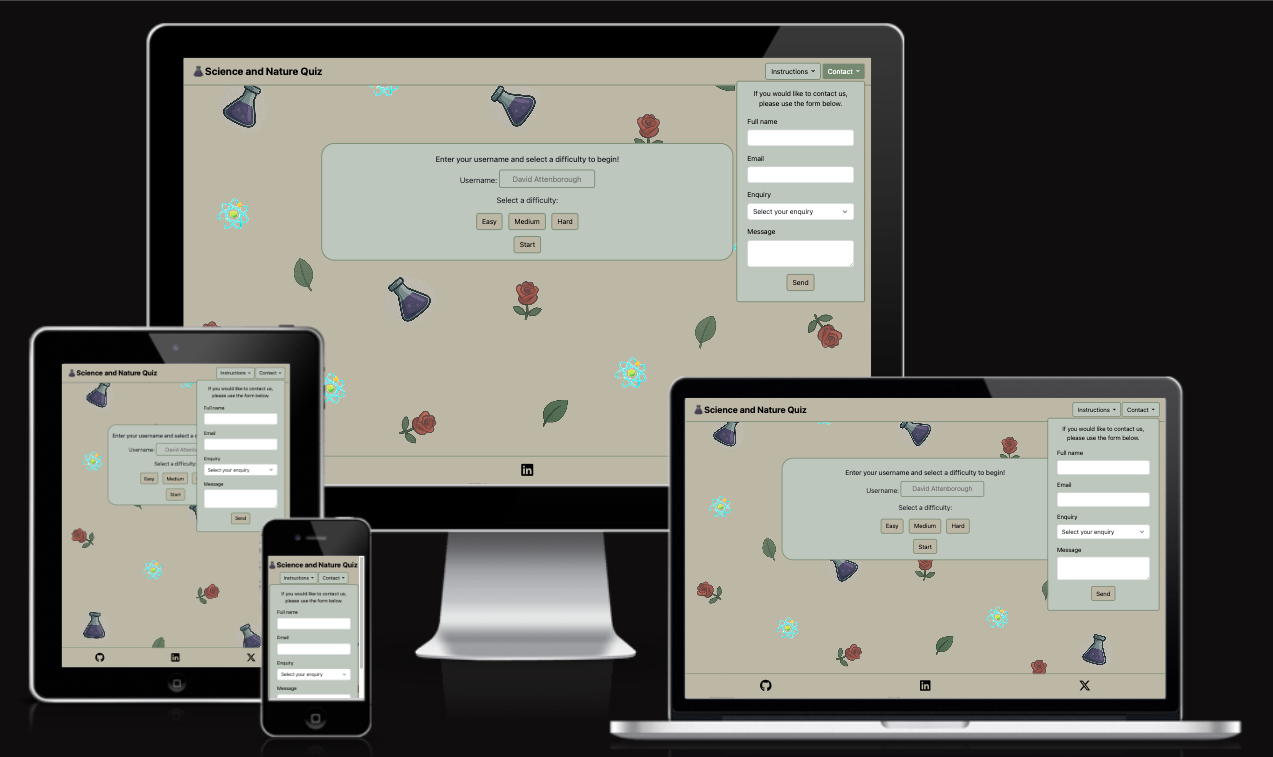 Science and Nature Quiz
Instructions
Contact
If you would like to contact us,
please use the form below.
Full name
Email
Enquiry
Select your enquiry
Message
Send
Enter your username and select a difficulty to begin!
Username: David Attenborough
Select a difficulty:
Easy Medium Hard
Start
Science and Nature Quiz
Instructions
Contact
If you would like to contact us,
please use the form below.
Full name
Email
Enquiry
Select your enquiry
Message
Send
Enter your username and select a
Username: David Attenb
Select a difficulty:
Easy Medium
Start
Science and Nature Quiz
Instructions
Contact
If you would like to contact us,
please use the form below.
Full name
Email
Enquiry
Select your enquiry
Message
Science and Nature Quiz
Instructions
Contact
If you would like to contact us,
please use the form below.
Full name
Email
Enquiry
Select your enquiry
Message
Send
Enter your username and select a difficulty to begin!
Username: David Attenborough
Select a difficulty:
Easy Medium Hard
Start